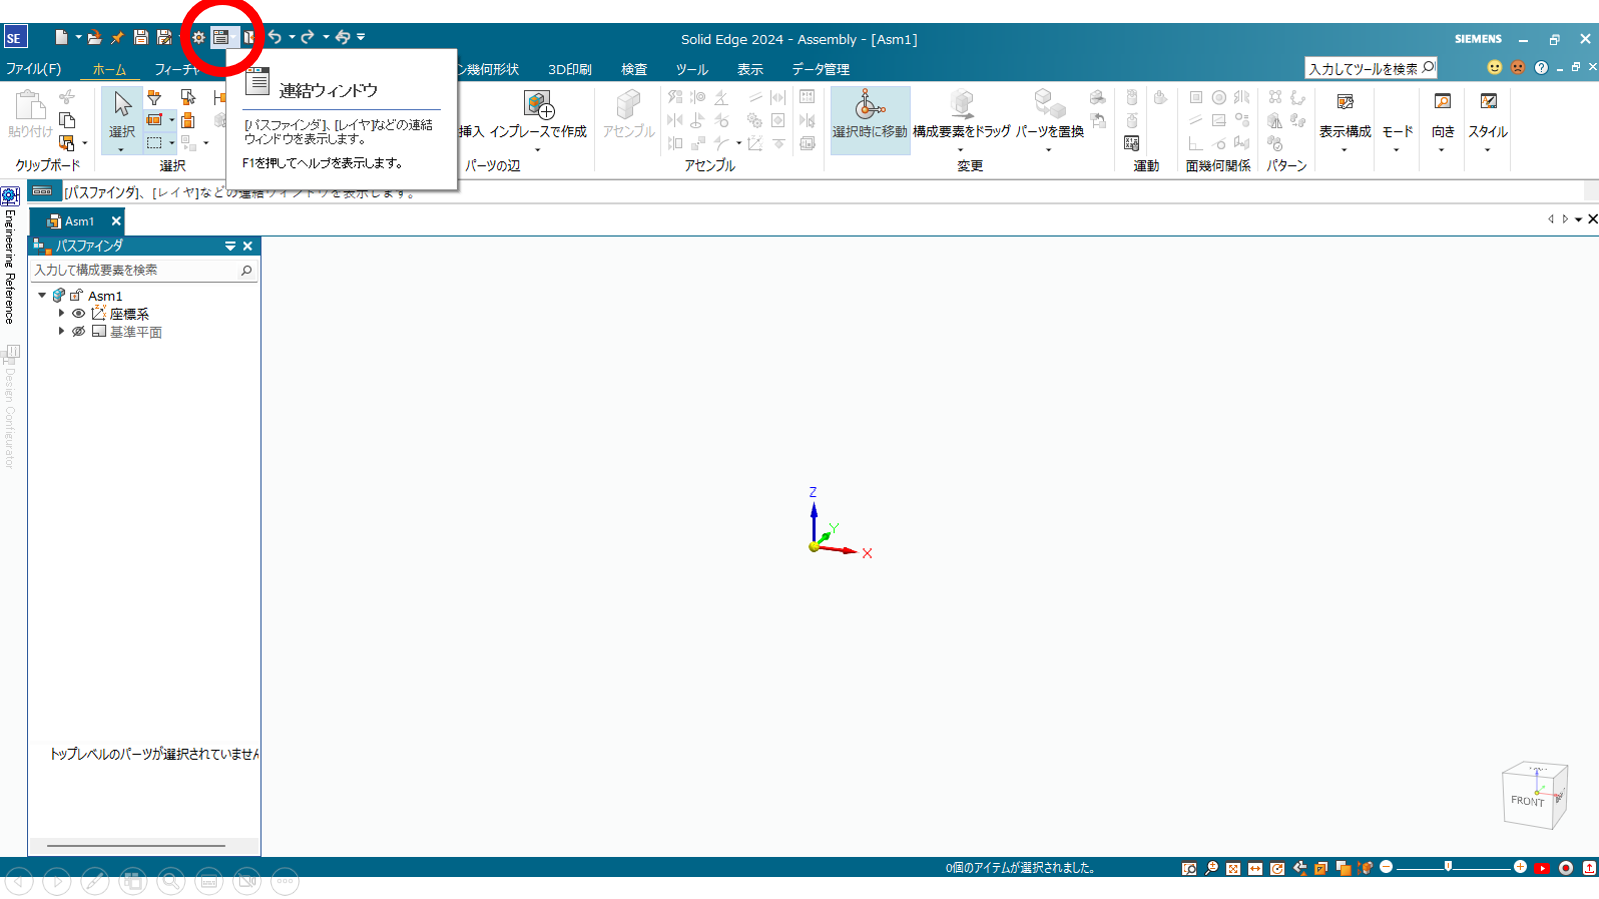 SE
Solid Edge 2024 - Assembly - [Asm1]
SIEMENS
ファイル(F)
ホーム
フィーチャ
ン幾何形状
3D印刷
検査
ツール
表示
データ管理
入力してツールを検索
連結ウィンドウ
[パスファインダ]、[レイヤ]などの連結
ウィンドウを表示します。
F1を押してヘルプを表示します。
貼り付け
選択
挿入
インプレースで作成
アセンブル
選択時に移動
構成要素をドラッグ
パーツを置換
表示構成
モード
向き
スタイル
クリップボード
選択
パーツの辺
アセンブル
変更
運動
面幾何関係
パターン
[パスファインダ]、[レイヤ]などの連結ウィンドウを表示します。
Engineering Reference
Design Configurator
Asm1
パスファインダ
入力して構成要素を検索
Asm1
座標系
基準平面
Z
Y
X
トップレベルのパーツが選択されていません
FRONT
0個のアイテムが選択されました。